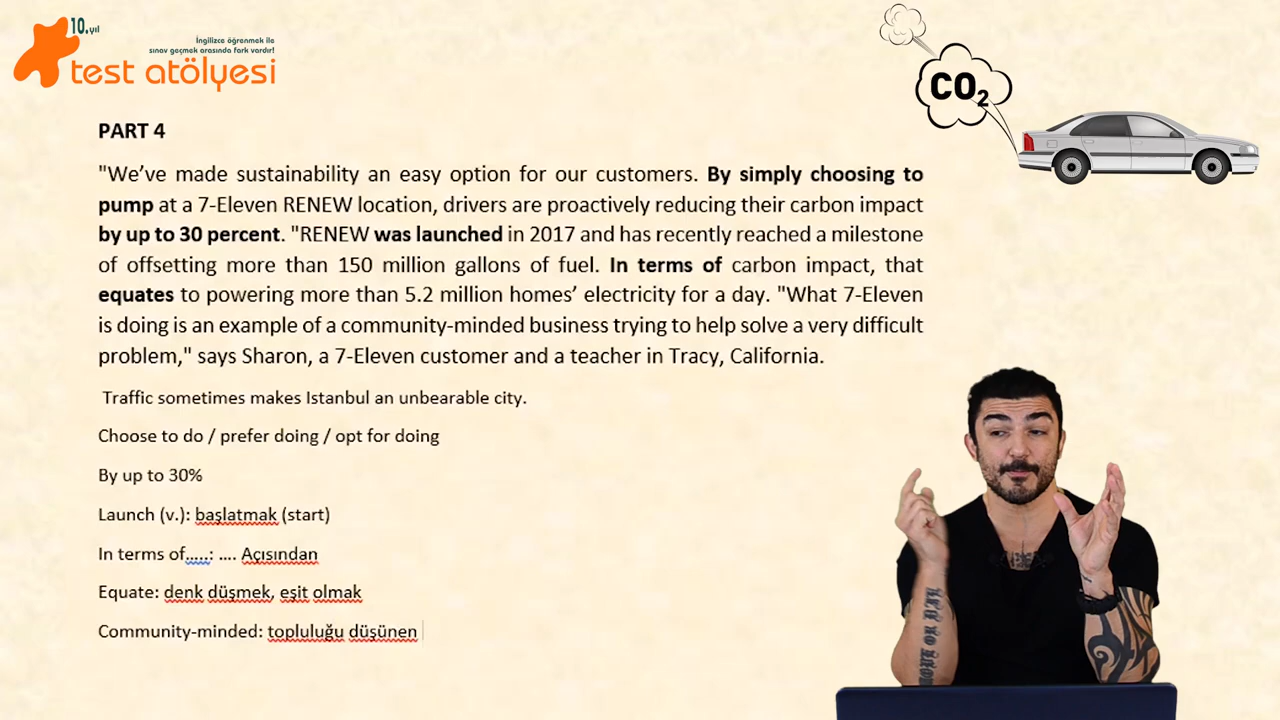 10.yıl
İngilizce öğrenmek ile
sınav geçmek arasında fark vardır!
test atölyesi
CO2
PART 4
"We’ve made sustainability an easy option for our customers. By simply choosing to
pump at a 7-Eleven RENEW location, drivers are proactively reducing their carbon impact
by up to 30 percent. "RENEW was launched in 2017 and has recently reached a milestone
of offsetting more than 150 million gallons of fuel. In terms of carbon impact, that
equates to powering more than 5.2 million homes’ electricity for a day. "What 7-Eleven
is doing is an example of a community-minded business trying to help solve a very difficult
problem," says Sharon, a 7-Eleven customer and a teacher in Tracy, California.
Traffic sometimes makes Istanbul an unbearable city.
Choose to do / prefer doing / opt for doing
By up to 30%
Launch (v.): başlatmak (start)
In terms of…..: …. Açısından
Equate: denk düşmek, eşit olmak
Community-minded: topluluğu düşünen